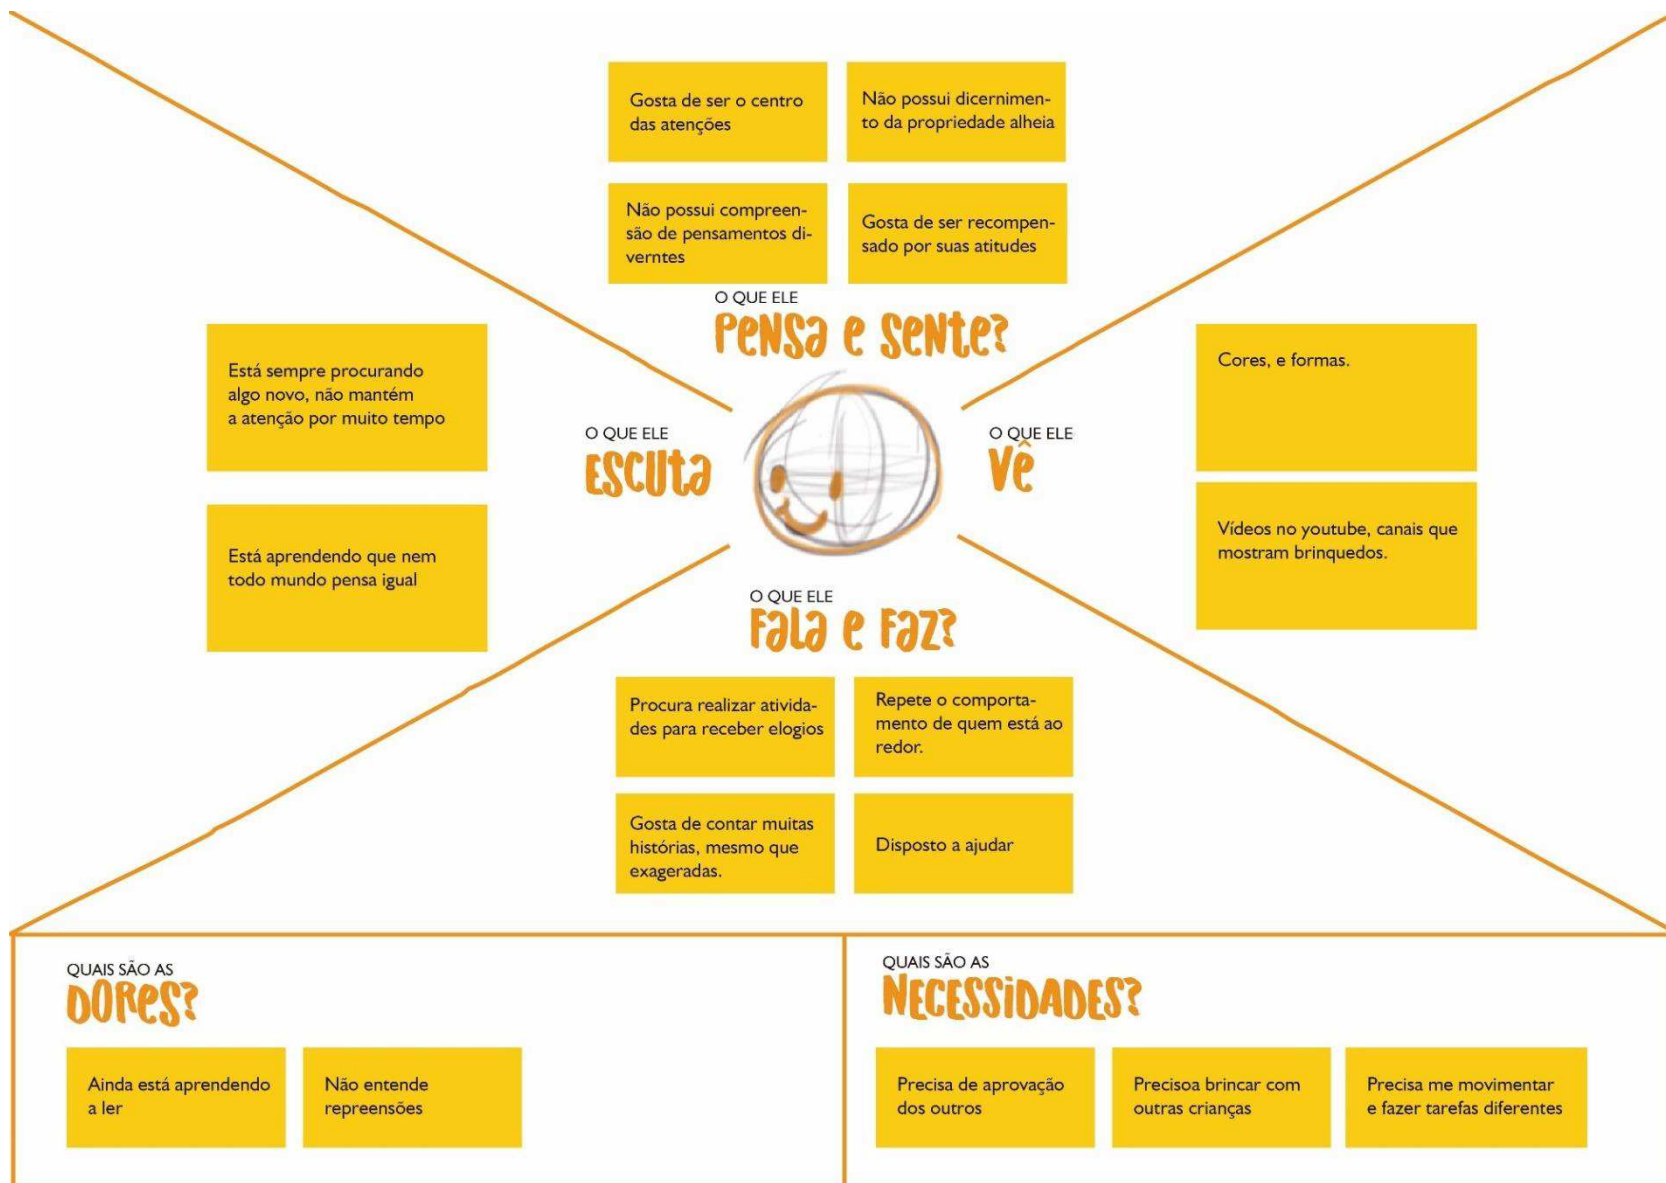 Gosta de ser o centro
das atenções
Não possui dicernimen-
to da propriedade alheia
Não possui compreen-
são de pensamentos di-
verntes
Gosta de ser recompen-
sado por suas atitudes
O QUE ELE
PENSA E SENTE?
Está sempre procurando
algo novo, não mantém
a atenção por muito tempo
Está aprendendo que nem
todo mundo pensa igual
O QUE ELE
ESCUTA
O QUE ELE
VÊ
Cores, e formas.
Vídeos no youtube, canais que
mostram brinquedos.
O QUE ELE
FALA E FAZ?
Procura realizar ativida-
des para receber elogios
Repete o comporta-
mento de quem está ao
redor.
Gosta de contar muitas
histórias, mesmo que
exageradas.
Disposto a ajudar
QUAIS SÃO AS
DORES?
Ainda está aprendendo
a ler
Não entende
repreensões
QUAIS SÃO AS
NECESSIDADES?
Precisa de aprovação
dos outros
Precisoa brincar com
outras crianças
Precisa me movimentar
e fazer tarefas diferentes